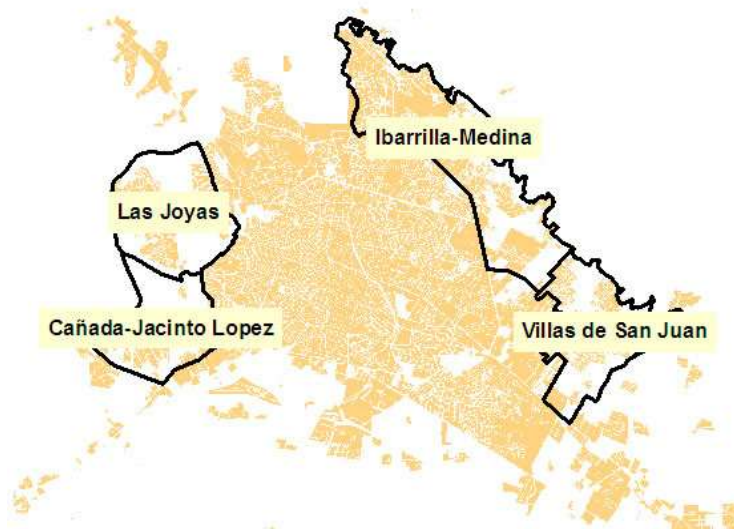 Ibarrilla-Medina
Las Joyas
Cañada-Jacinto Lopez
Villas de San Juan